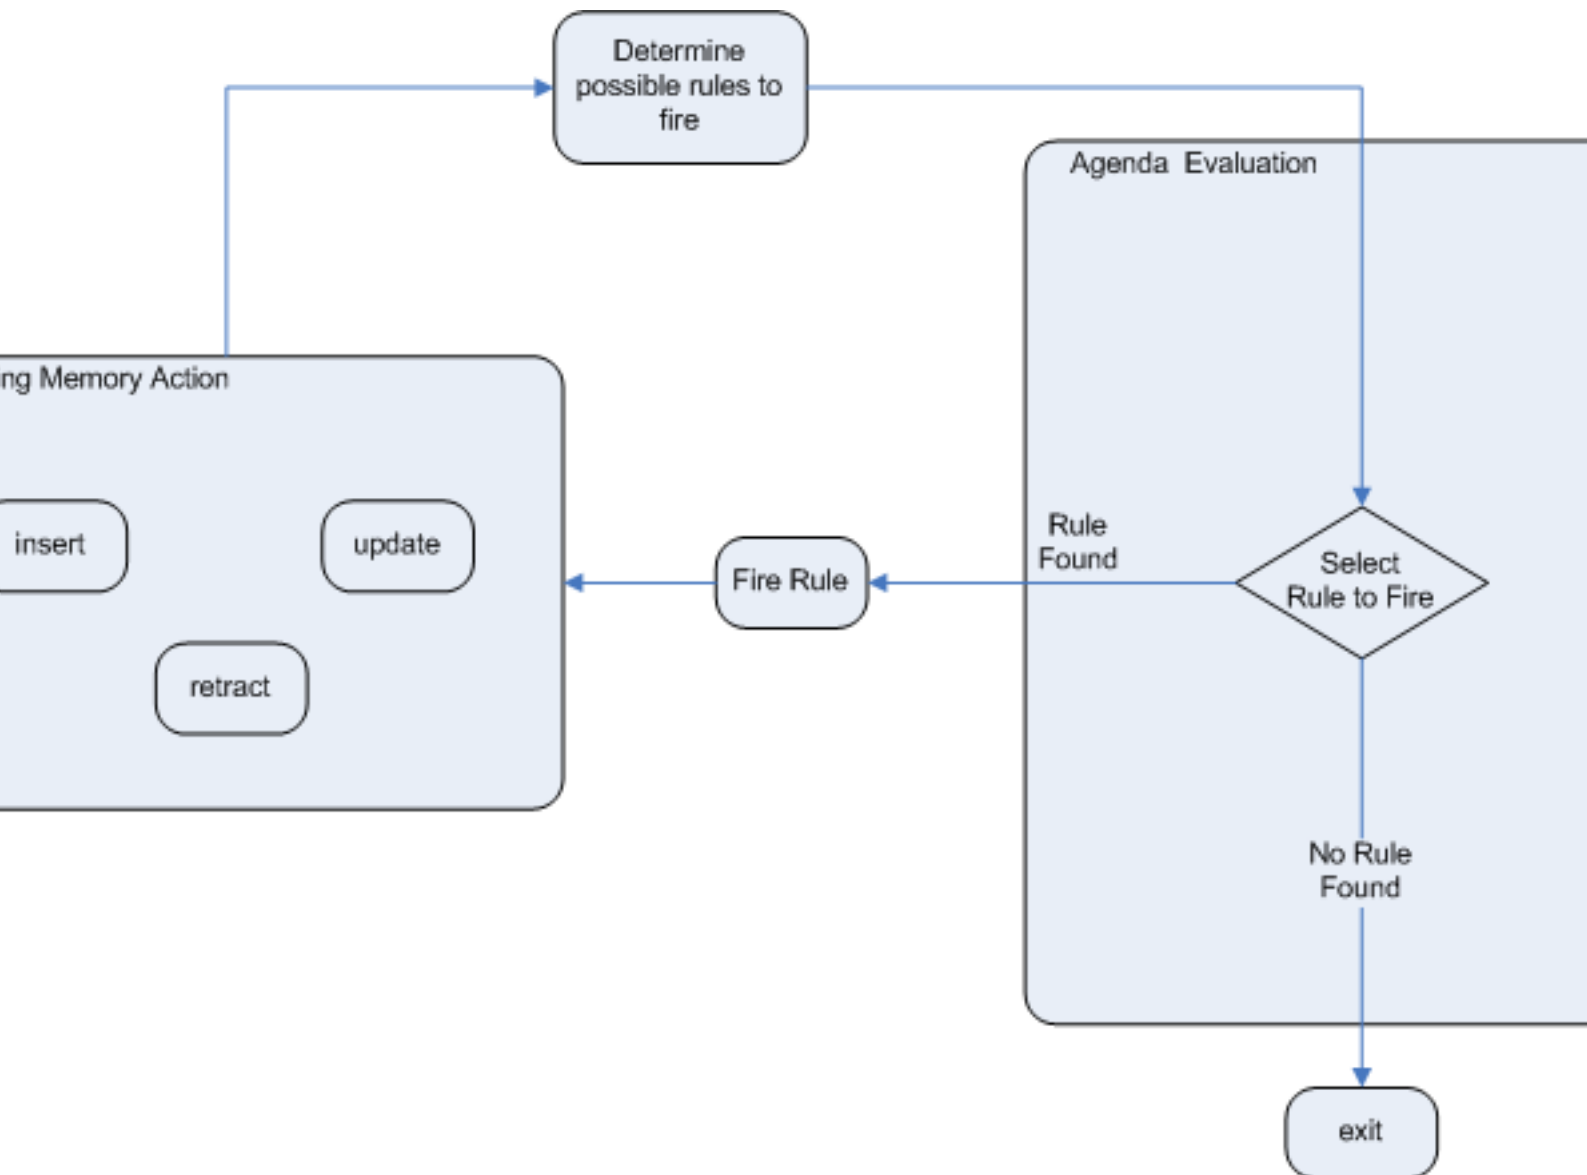 Determine
possible rules to
fire
Agenda Evaluation
Memory Action
insert
update
Rule
Found
Fire Rule
Select
Rule to Fire
retract
No Rule
Found
exit